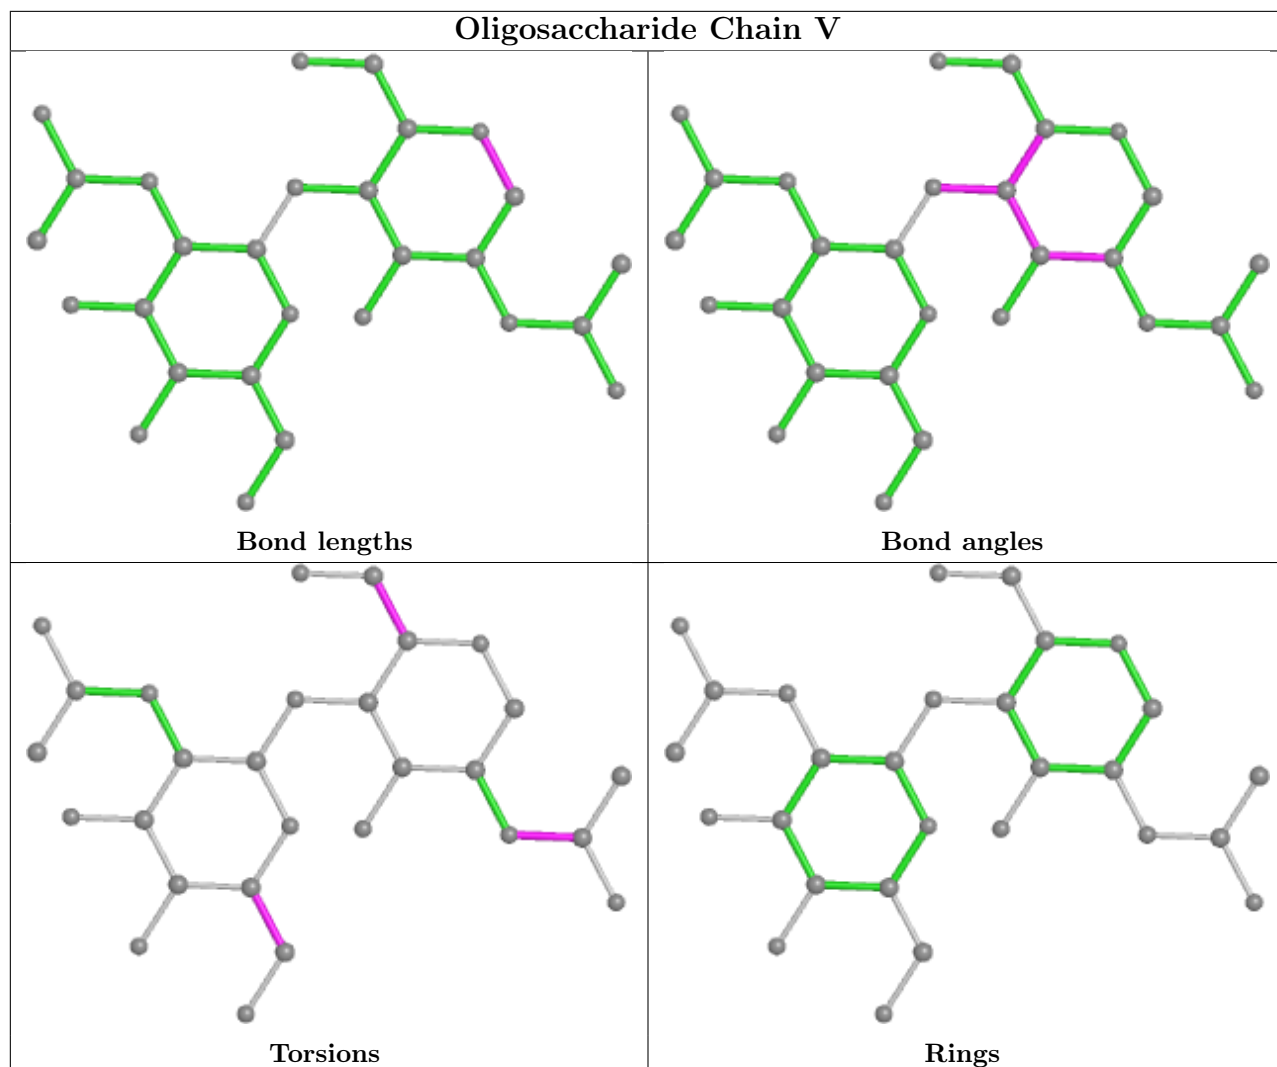 Oligosaccharide Chain V
Bond lengths
Bond angles
Torsions
Rings